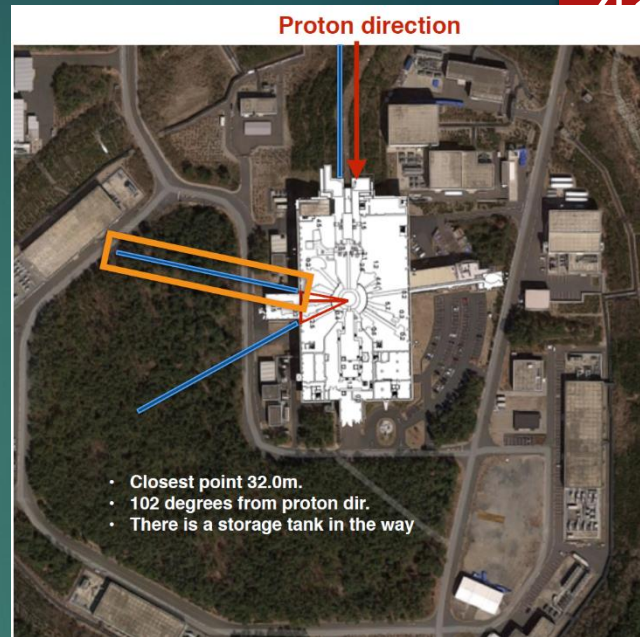 Proton direction
• Closest point 32.0m.
• 102 degrees from proton dir.
• There is a storage tank in the way